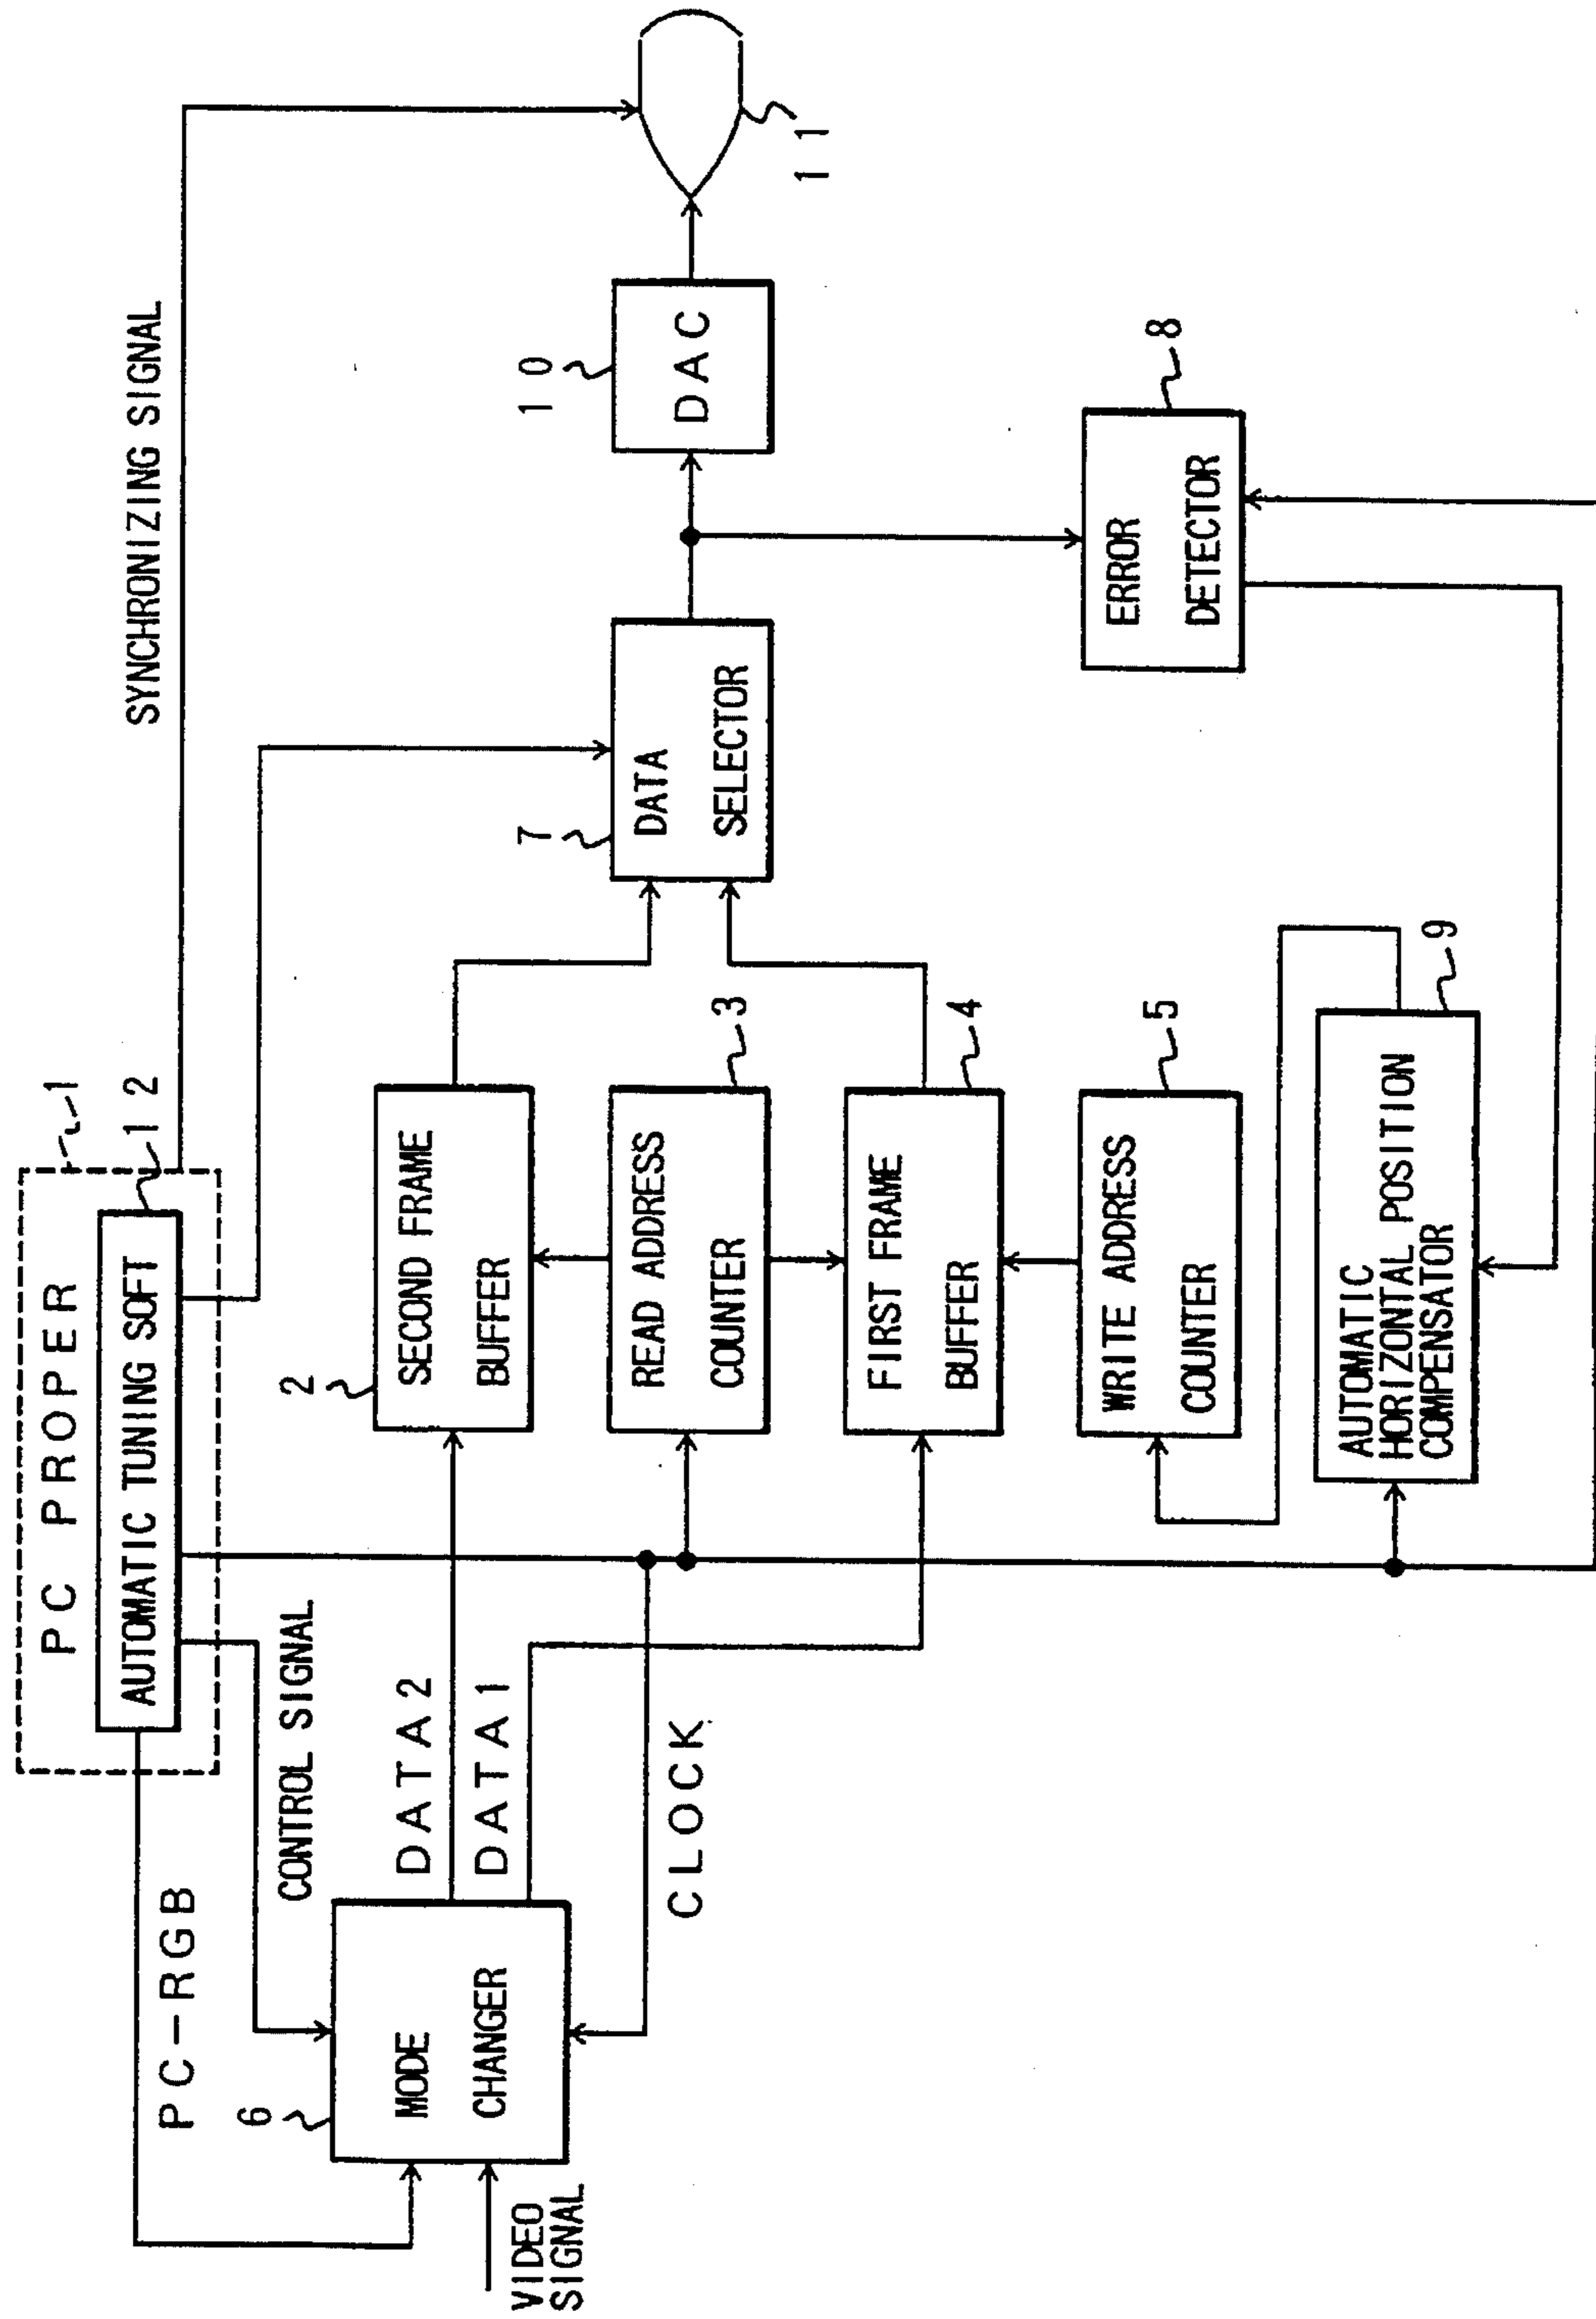 PC PROPER
1
AUTOMATIC TUNING SOFT
12
SYNCHRONIZING SIGNAL
PC-RGB
CONTROL SIGNAL
6
MODE
CHANGER
VIDEO
SIGNAL
DATA2
DATA1
CLOCK
2
SECOND FRAME
BUFFER
READ ADDRESS
COUNTER
3
FIRST FRAME
BUFFER
4
WRITE ADDRESS
COUNTER
5
AUTOMATIC
HORIZONTAL POSITION
COMPENSATOR
9
7
DATA
SELECTOR
10
DAC
11
ERROR
DETECTOR
8